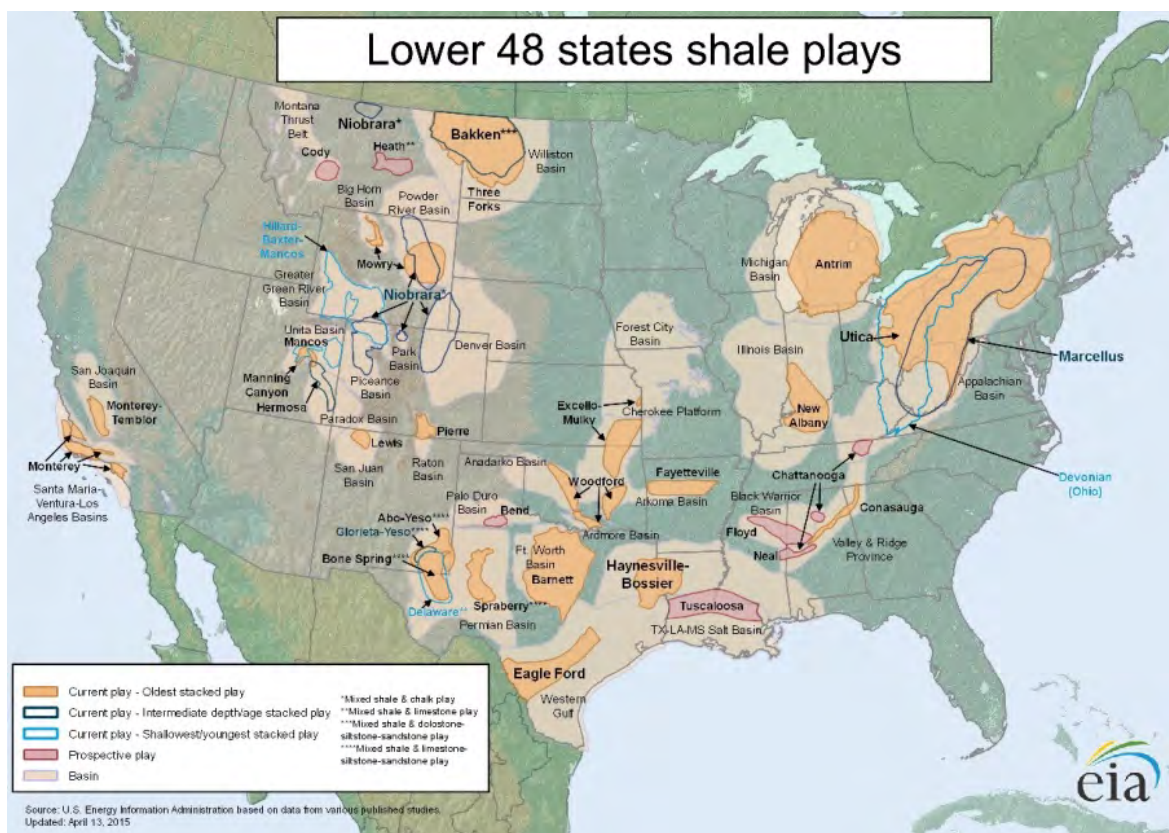 Lower 48 states shale plays
Montana
Thrust
Belt
Niobrara*
Cody
Heath**
Bakken***
Williston
Basin
Big Horn
Basin
Powder
River Basin
Three
Forks
Hilliard-
Baxter-
Mancos
Mowry
Greater
Green River
Basin
Niobrara*
Michigan
Basin
Antrim
Uinta Basin
Mancos
Park
Basin
Denver Basin
Forest City
Basin
Illinois Basin
Utica
Marcellus
San Joaquin
Basin
Manning
Canyon
Piceance
Basin
Hermosa
Appalachian
Basin
Monterey-
Temblor
Paradox Basin
Excello-
Mulky
Cherokee Platform
New
Albany
Lewis
Pierre
Monterey
San Juan
Basin
Raton
Basin
Anadarko Basin
Woodford
Fayetteville
Chattanooga
Devonian
(Ohio)
Santa Maria-
Ventura-Los
Angeles Basins
Palo Duro
Basin
Bend
Arkoma Basin
Black Warrior
Basin
Conasauga
Abo-Yeso****
Glorieta-Yeso****
Ardmore Basin
Floyd
Valley & Ridge
Province
Bone Spring****
Ft. Worth
Basin
Barnett
Haynesville-
Bossier
Neal
Delaware**
Spraberry****
Permian Basin
Tuscaloosa
TX-LA-MS Salt Basin
Eagle Ford
Western
Gulf
Current play - Oldest stacked play
Current play - Intermediate depth/age stacked play
Current play - Shallowest/youngest stacked play
Prospective play
Basin
*Mixed shale & chalk play
**Mixed shale & limestone play
***Mixed shale & dolostone-
siltstone-sandstone play
****Mixed shale & limestone-
siltstone-sandstone play
eia
Source: U.S. Energy Information Administration based on data from various published studies.
Updated: April 13, 2015